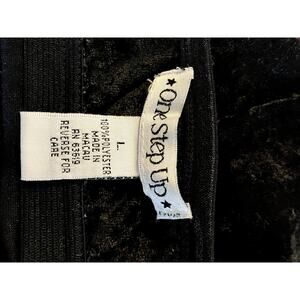 ★ One Step Up ★
L
100% POLYESTER
MADE IN
MACAU
RN 63619
REVERSE FOR
CARE